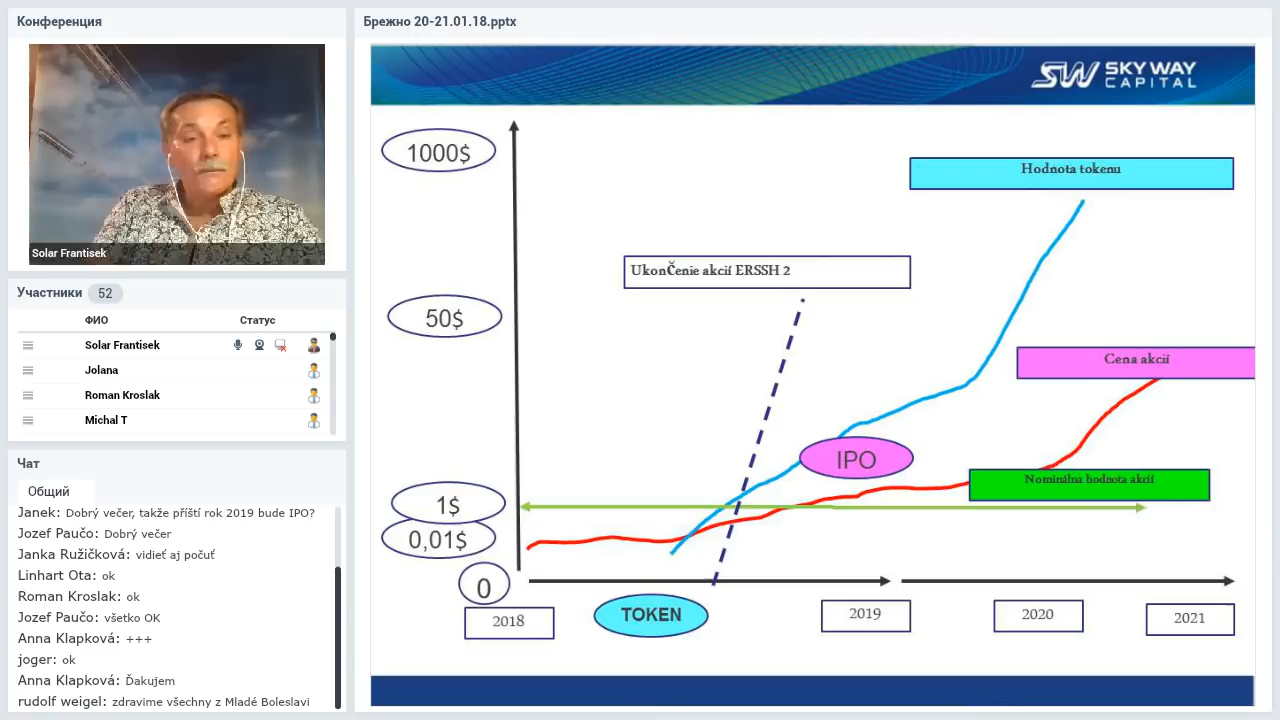 Конференция
Solar Frantisek
Участники 52
ФИО Статус
Solar Frantisek
Jolana
Roman Kroslak
Michal T
Чат
Общий
Janek: Dobrý večer, takže příští rok 2019 bude IPO?
Jozef Paučo: Dobrý večer
Janka Ružičková: vidieť aj počuť
Linhart Ota: ok
Roman Kroslak: ok
Jozef Paučo: všetko OK
Anna Klapková: +++
joger: ok
Anna Klapková: Ďakujem
rudolf weigel: zdravime všechny z Mladé Boleslavi
Брежно 20-21.01.18.pptx
SW SKY WAY
CAPITAL
1000$
Hodnota tokenu
UkonČenie akcií ERSSH 2
50$
Cena akcií
IPO
Nominálna hodnota akcií
1$
0,01$
0
2018
TOKEN
2019
2020
2021